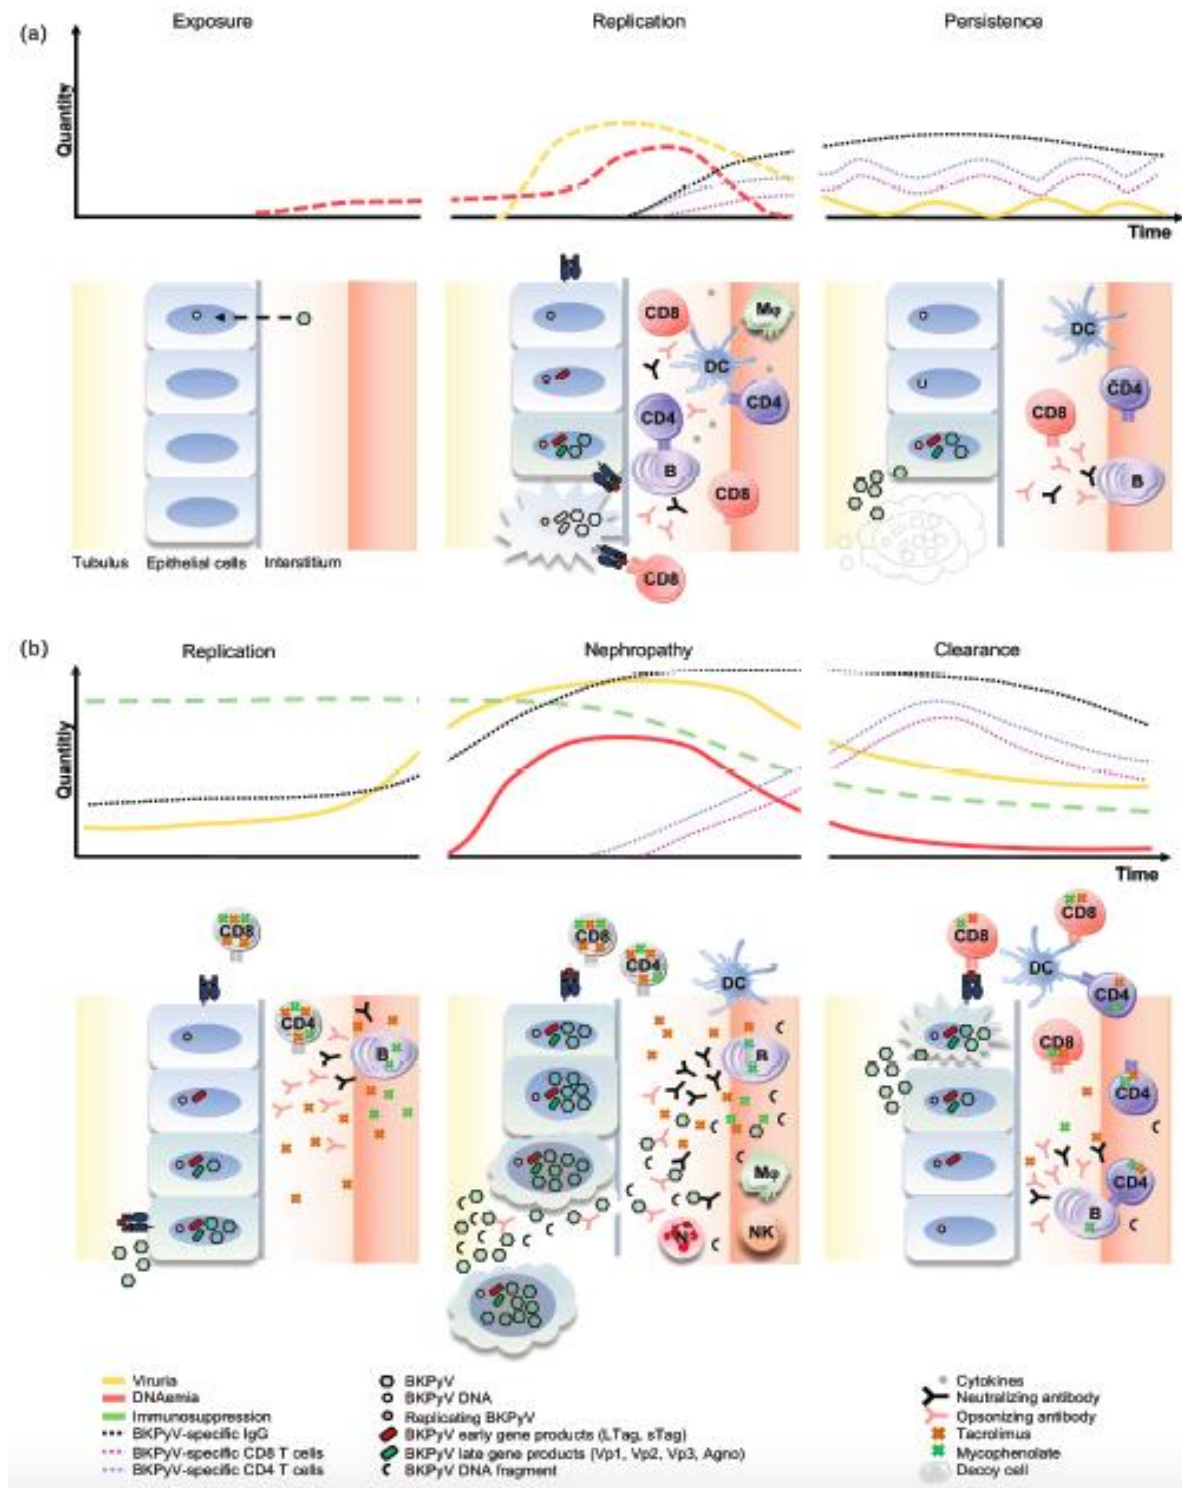 (a)
Exposure
Replication
Persistence
Quantity
Time
CD8
Mφ
DC
CD4
CD4
B
CD8
CD8
DC
CD4
CD8
B
Tubulus
Epithelial cells
Interstitium
(b)
Replication
Nephropathy
Clearance
Quantitiy
Time
CD8
CD4
B
CD8
CD4
DC
B
Mφ
N
NK
CD8
CD8
DC
CD4
CD8
CD4
CD4
B
Viruria
DNAemia
Immunosuppression
BKPyV-specific IgG
BKPyV-specific CD8 T cells
BKPyV-specific CD4 T cells
BKPyV
BKPyV DNA
Replicating BKPyV
BKPyV early gene products (LTag, sTag)
BKPyV late gene products (Vp1, Vp2, Vp3, Agno)
BKPyV DNA fragment
Cytokines
Neutralizing antibody
Opsonizing antibody
Tacrolimus
Mycophenolate
Decoy cell